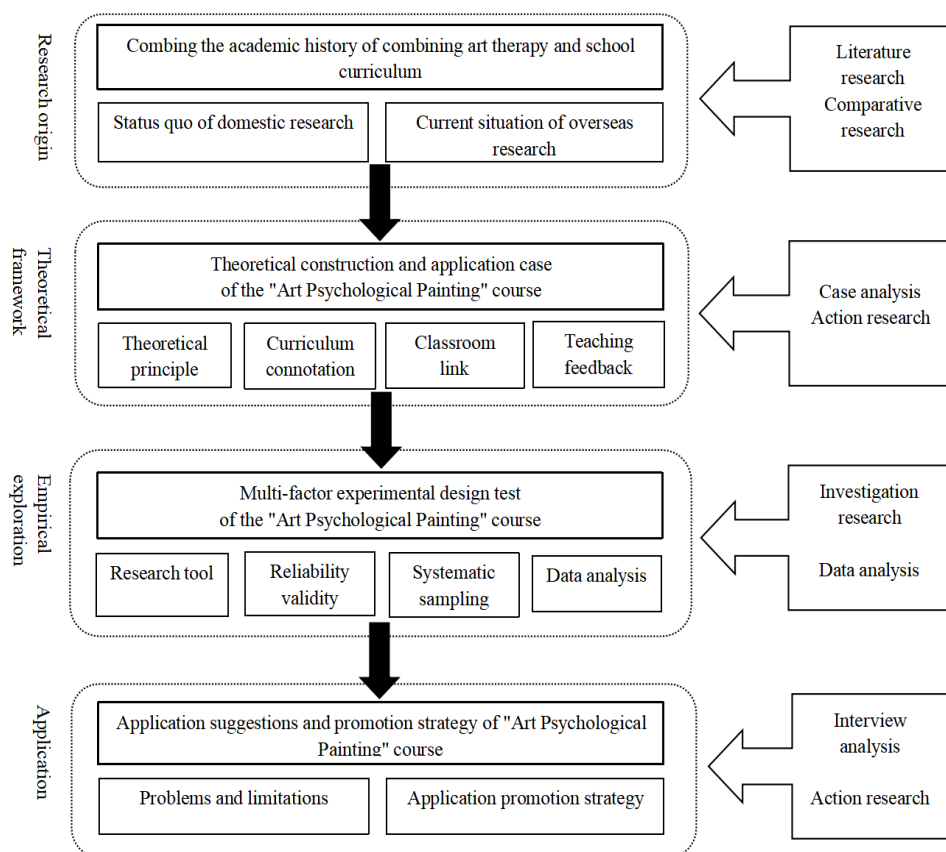 Research origin
Combing the academic history of combining art therapy and school
curriculum
Status quo of domestic research
Current situation of overseas
research
Literature
research
Comparative
research
Theoretical
framework
Theoretical construction and application case
of the "Art Psychological Painting" course
Theoretical
principle
Curriculum
connotation
Classroom
link
Teaching
feedback
Case analysis
Action research
Empirical
exploration
Multi-factor experimental design test
of the "Art Psychological Painting" course
Research tool
Reliability
validity
Systematic
sampling
Data analysis
Investigation
research
Data analysis
Application
Application suggestions and promotion strategy of "Art Psychological
Painting" course
Problems and limitations
Application promotion strategy
Interview
analysis
Action research